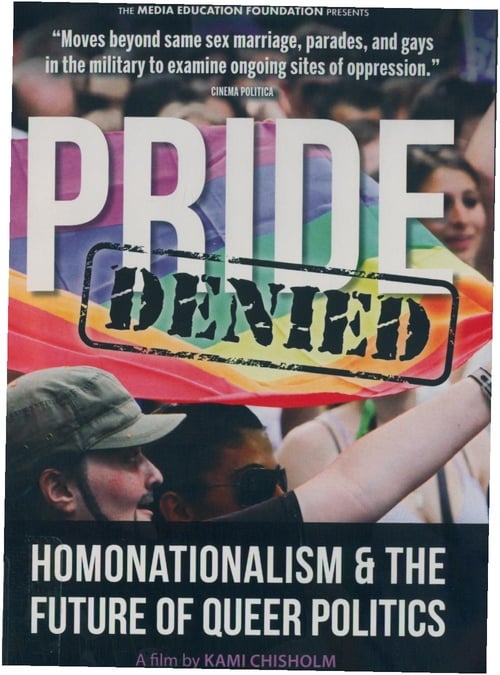 THE MEDIA EDUCATION FOUNDATION PRESENTS
“Moves beyond same sex marriage, parades, and gays
in the military to examine ongoing sites of oppression.”
CINEMA POLITICA
PRIDE
DENIED
HOMONATIONALISM & THE
FUTURE OF QUEER POLITICS
A film by KAMI CHISHOLM